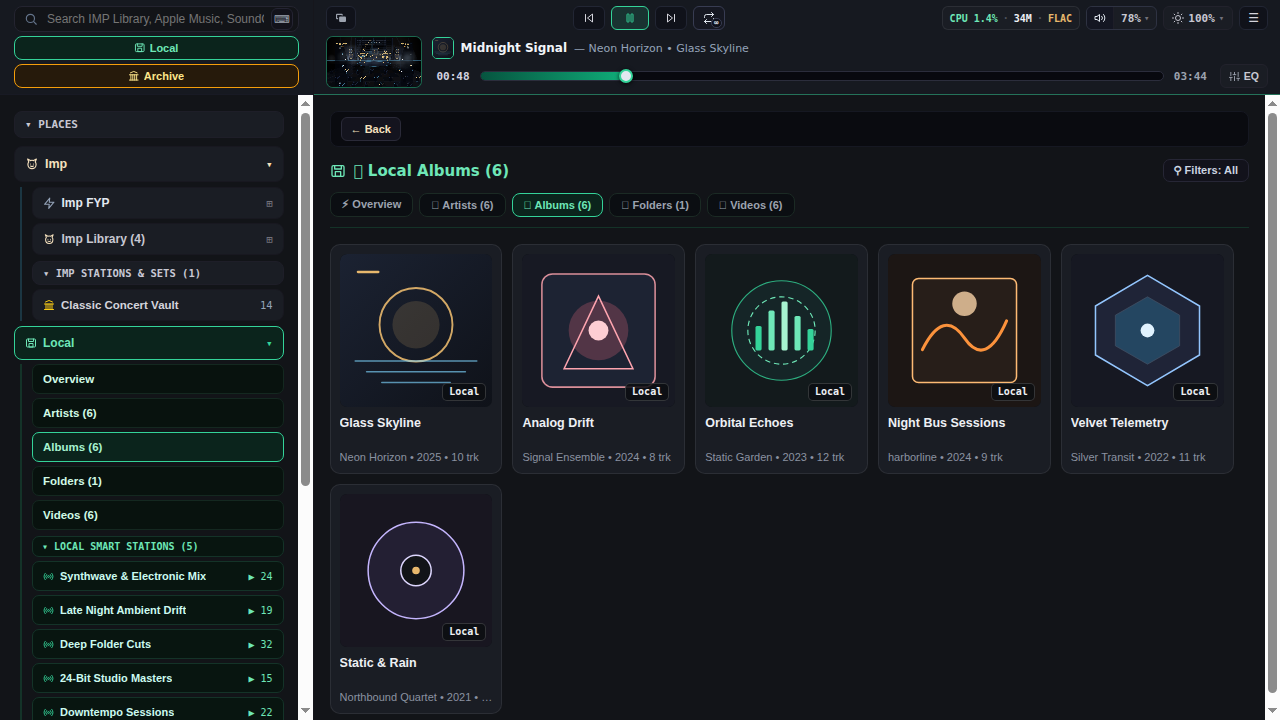 Search IMP Library, Apple Music, SoundC
Local
Archive
CPU 1.4% · 34M · FLAC
78%
100%
Midnight Signal — Neon Horizon • Glass Skyline
00:48
03:44
EQ
PLACES
Imp
Imp FYP
Imp Library (4)
IMP STATIONS & SETS (1)
Classic Concert Vault 14
Local
Overview
Artists (6)
Albums (6)
Folders (1)
Videos (6)
LOCAL SMART STATIONS (5)
Synthwave & Electronic Mix ▶ 24
Late Night Ambient Drift ▶ 19
Deep Folder Cuts ▶ 32
24-Bit Studio Masters ▶ 15
Downtempo Sessions ▶ 22
← Back
Local Albums (6)
Filters: All
⚡ Overview
Artists (6)
Albums (6)
Folders (1)
Videos (6)
Local
Glass Skyline
Neon Horizon • 2025 • 10 trk
Local
Analog Drift
Signal Ensemble • 2024 • 8 trk
Local
Orbital Echoes
Static Garden • 2023 • 12 trk
Local
Night Bus Sessions
harborline • 2024 • 9 trk
Local
Velvet Telemetry
Silver Transit • 2022 • 11 trk
Local
Static & Rain
Northbound Quartet • 2021 • …